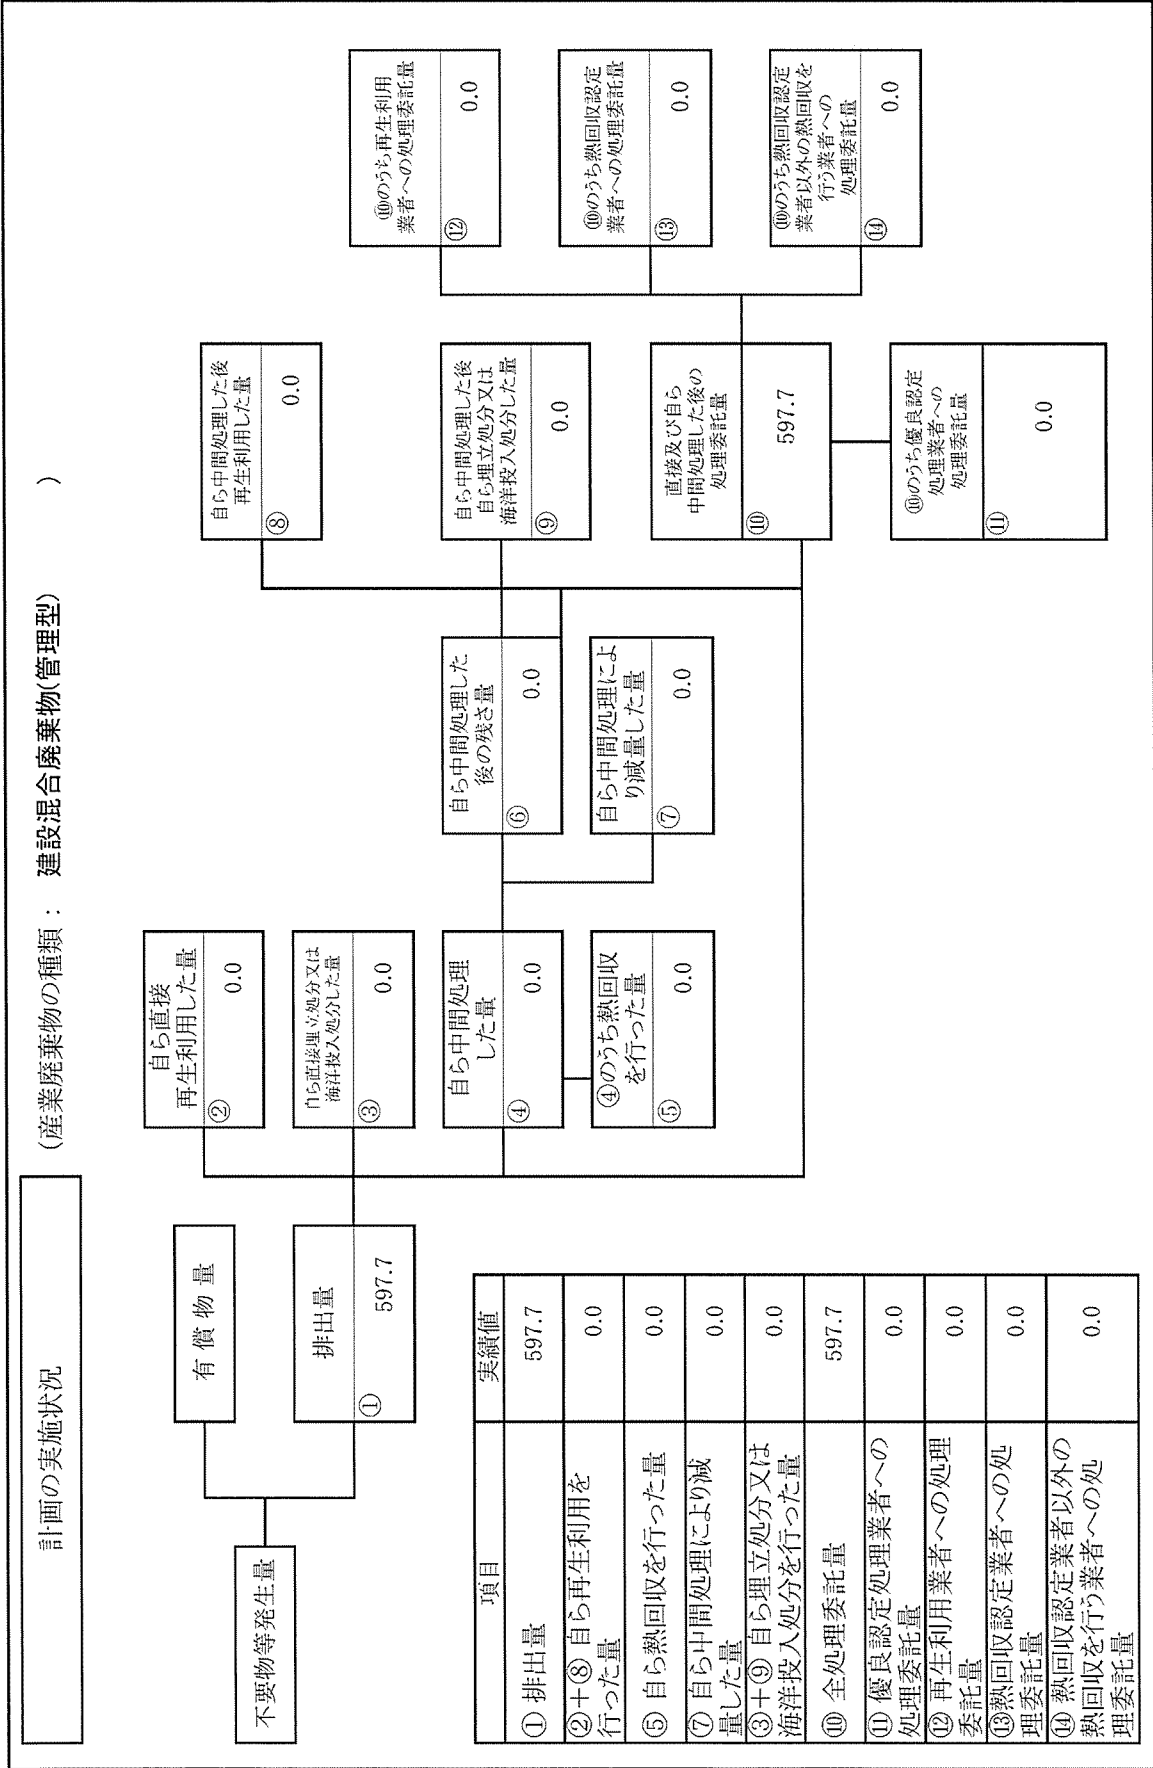 計画の実施状況
(産業廃棄物の種類： 建設混合廃棄物(管理型) )
不要物等発生量
有 償 物 量
排出量
① 597.7
自ら直接
再生利用した量
② 0.0
自ら直接埋立処分又は
海洋投入処分した量
③ 0.0
自ら中間処理
した量
④ 0.0
④のうち熱回収
を行った量
⑤ 0.0
自ら中間処理した
後の残さ量
⑥ 0.0
自ら中間処理によ
り減量した量
⑦ 0.0
自ら中間処理した後
再生利用した量
⑧ 0.0
自ら中間処理した後
自ら埋立処分又は
海洋投入処分した量
⑨ 0.0
直接及び自ら
中間処理した後の
処理委託量
⑩ 597.7
⑩のうち優良認定
処理業者への
処理委託量
⑪ 0.0
⑩のうち再生利用
業者への処理委託量
⑫ 0.0
⑩のうち熱回収認定
業者への処理委託量
⑬ 0.0
⑩のうち熱回収認定
業者以外の熱回収を
行う業者への
処理委託量
⑭ 0.0
項目 実績値
① 排出量 597.7
②＋⑧ 自ら再生利用を
行った量 0.0
⑤ 自ら熱回収を行った量 0.0
⑦ 自ら中間処理により減
量した量 0.0
③＋⑨ 自ら埋立処分又は
海洋投入処分を行った量 0.0
⑩ 全処理委託量 597.7
⑪ 優良認定処理業者への
処理委託量 0.0
⑫ 再生利用業者への処理
委託量 0.0
⑬熱回収認定業者への処
理委託量 0.0
⑭ 熱回収認定業者以外の
熱回収を行う業者への処
理委託量 0.0